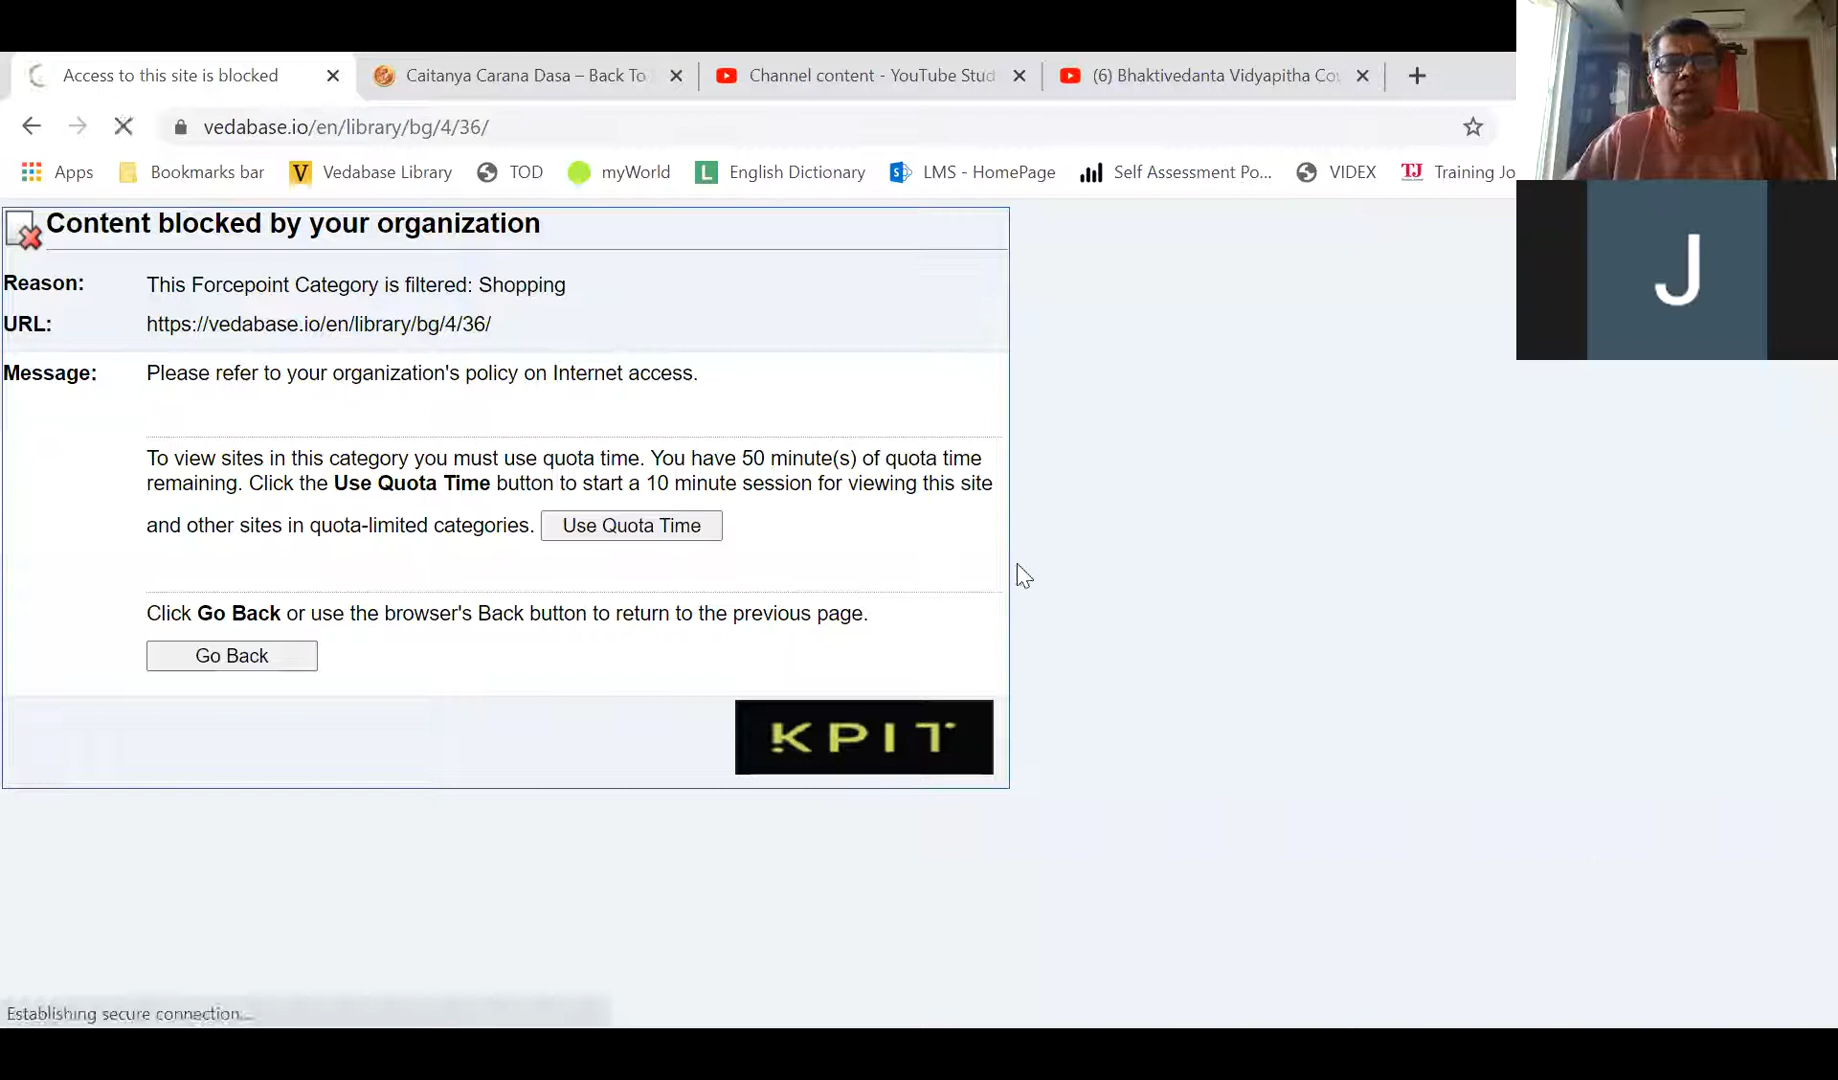 Access to this site is blocked
Caitanya Carana Dasa – Back To
Channel content - YouTube Stud
(6) Bhaktivedanta Vidyapitha Cou
vedabase.io/en/library/bg/4/36/
Apps
Bookmarks bar
V Vedabase Library
TOD
myWorld
L English Dictionary
S LMS - HomePage
Self Assessment Po...
VIDEX
TJ Training Jo
Content blocked by your organization
Reason: This Forcepoint Category is filtered: Shopping
URL: https://vedabase.io/en/library/bg/4/36/
Message: Please refer to your organization's policy on Internet access.
To view sites in this category you must use quota time. You have 50 minute(s) of quota time
remaining. Click the Use Quota Time button to start a 10 minute session for viewing this site
and other sites in quota-limited categories. Use Quota Time
Click Go Back or use the browser's Back button to return to the previous page.
Go Back
KPIT
Establishing secure connection...
J